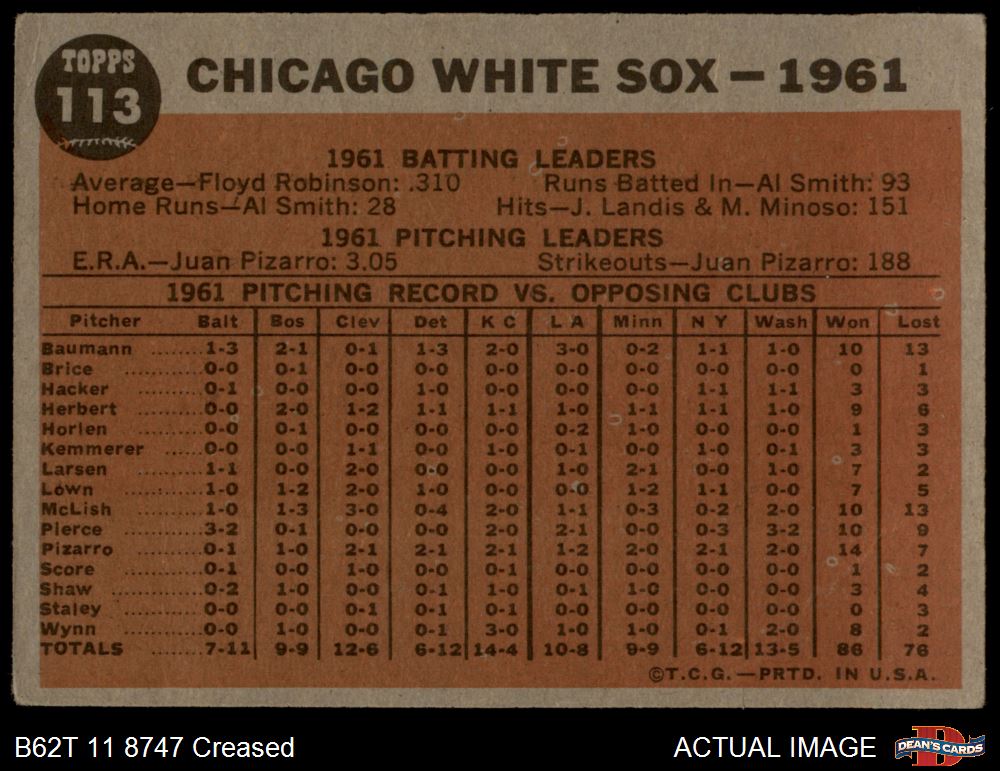 TOPPS
113
CHICAGO WHITE SOX – 1961
1961 BATTING LEADERS
Average—Floyd Robinson: .310 Runs Batted In—Al Smith: 93
Home Runs—Al Smith: 28 Hits—J. Landis & M. Minoso: 151
1961 PITCHING LEADERS
E.R.A.—Juan Pizarro: 3.05 Strikeouts—Juan Pizarro: 188
1961 PITCHING RECORD VS. OPPOSING CLUBS
Pitcher Balt Bos Clev Det K C L A Minn N Y Wash Won Lost
Baumann ........1-3 2-1 0-1 1-3 2-0 3-0 0-2 1-1 1-0 10 13
Brice ............0-0 0-1 0-0 0-0 0-0 0-0 0-0 0-0 0-0 0 1
Hacker ..........0-1 0-0 0-0 1-0 0-0 0-0 0-0 1-1 1-1 3 3
Herbert .........0-0 2-0 1-2 1-1 1-1 1-0 1-1 1-1 1-0 9 6
Horlen ..........0-0 0-1 0-0 0-0 0-0 0-2 1-0 0-0 0-0 1 3
Kemmerer .........0-0 0-0 1-1 0-0 1-0 0-1 0-0 1-0 0-1 3 3
Larsen ..........1-1 0-0 2-0 0-0 0-0 1-0 2-1 0-0 1-0 7 2
Lown ............1-0 1-2 2-0 1-0 0-0 0-0 1-2 1-1 0-0 7 5
McLish ..........1-0 1-3 3-0 0-4 2-0 1-1 0-3 0-2 2-0 10 13
Pierce ..........3-2 0-1 0-0 0-0 2-0 2-1 0-0 0-3 3-2 10 9
Pizarro .........0-1 1-0 2-1 2-1 2-1 1-2 2-0 2-1 2-0 14 7
Score ............0-1 0-0 1-0 0-0 0-1 0-0 0-0 0-0 0-0 1 2
Shaw .............0-2 1-0 0-0 0-1 1-0 0-1 1-0 0-0 0-0 3 4
Staley ..........0-0 0-0 0-1 0-1 0-1 0-0 0-0 0-0 0-0 0 3
Wynn ............0-0 1-0 0-0 0-1 3-0 1-0 1-0 0-1 2-0 8 2
TOTALS 7-11 9-9 12-6 6-12 14-4 10-8 9-9 6-12 13-5 86 76
©T.C.G.—PRTD. IN U.S.A.
B62T 11 8747 Creased ACTUAL IMAGE
D
DEAN'S CARDS